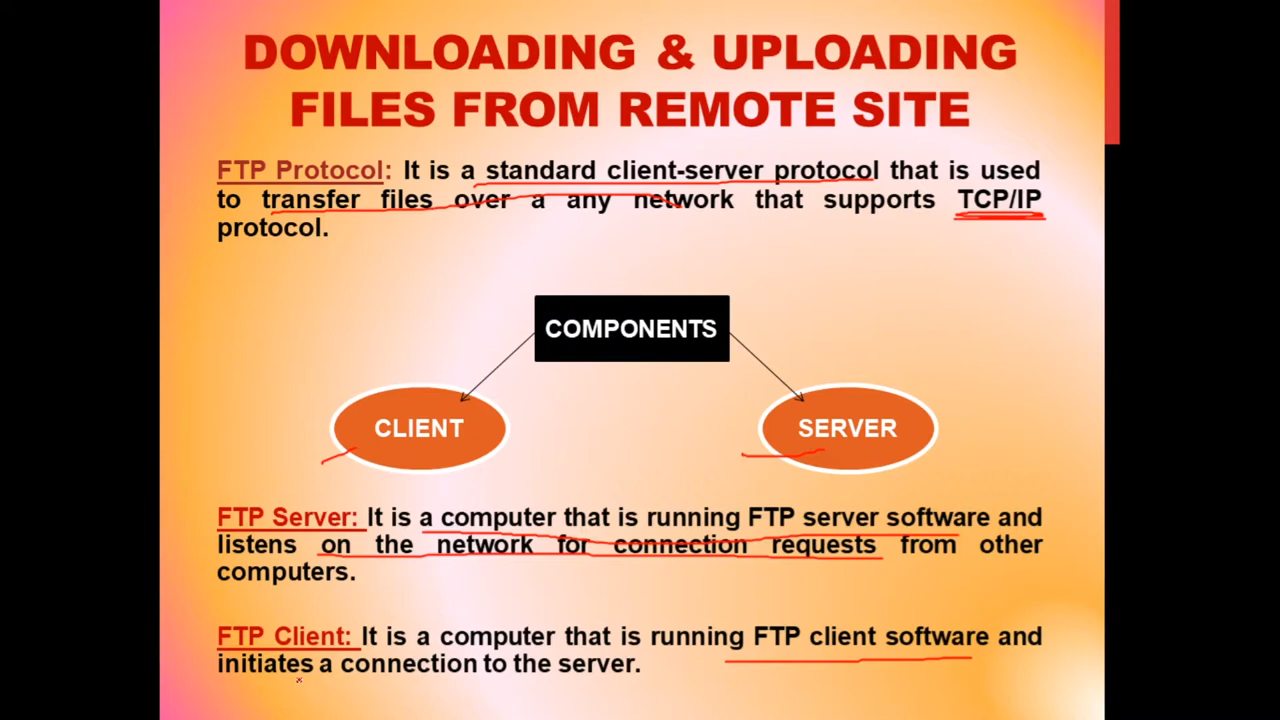 DOWNLOADING & UPLOADING
FILES FROM REMOTE SITE
FTP Protocol: It is a standard client-server protocol that is used
to transfer files over a any network that supports TCP/IP
protocol.
COMPONENTS
CLIENT
SERVER
FTP Server: It is a computer that is running FTP server software and
listens on the network for connection requests from other
computers.
FTP Client: It is a computer that is running FTP client software and
initiates a connection to the server.